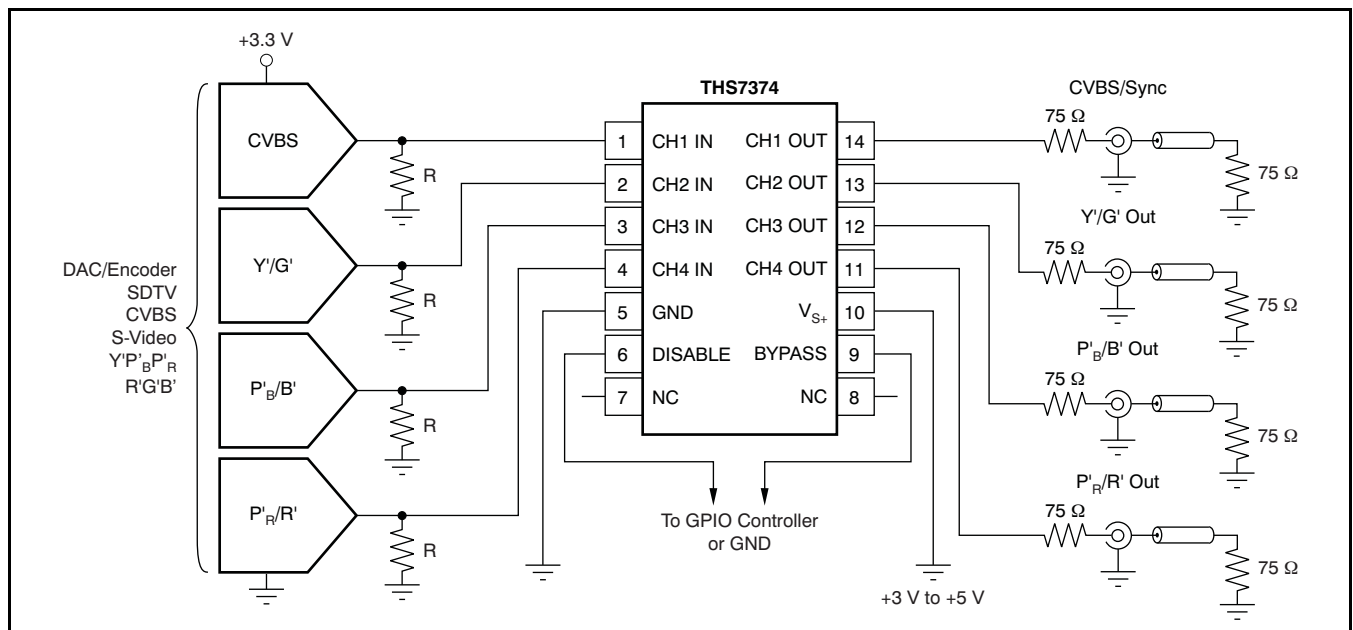 +3.3 V
CVBS
R
Y'/G'
R
P'B/B'
R
P'R/R'
R
DAC/Encoder
SDTV
CVBS
S-Video
Y'P'BP'R
R'G'B'
THS7374
1 CH1 IN CH1 OUT 14
2 CH2 IN CH2 OUT 13
3 CH3 IN CH3 OUT 12
4 CH4 IN CH4 OUT 11
5 GND VS+ 10
6 DISABLE BYPASS 9
7 NC NC 8
To GPIO Controller
or GND
+3 V to +5 V
CVBS/Sync
75 Ω
75 Ω
Y'/G' Out
75 Ω
75 Ω
P'B/B' Out
75 Ω
75 Ω
P'R/R' Out
75 Ω
75 Ω